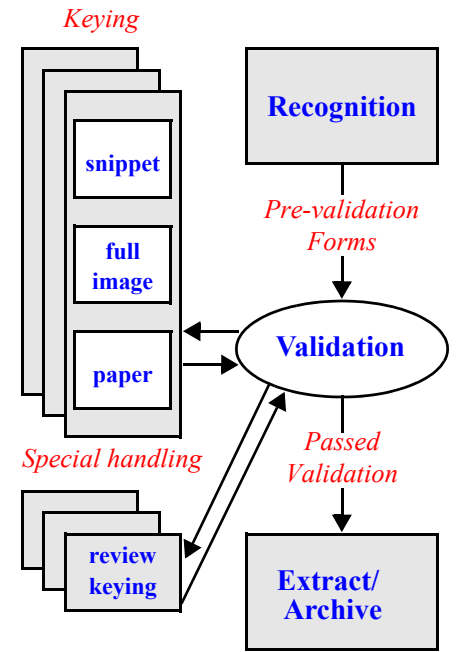 Keying
snippet
full
image
paper
Special handling
review
keying
Recognition
Pre-validation
Forms
Validation
Passed
Validation
Extract/
Archive